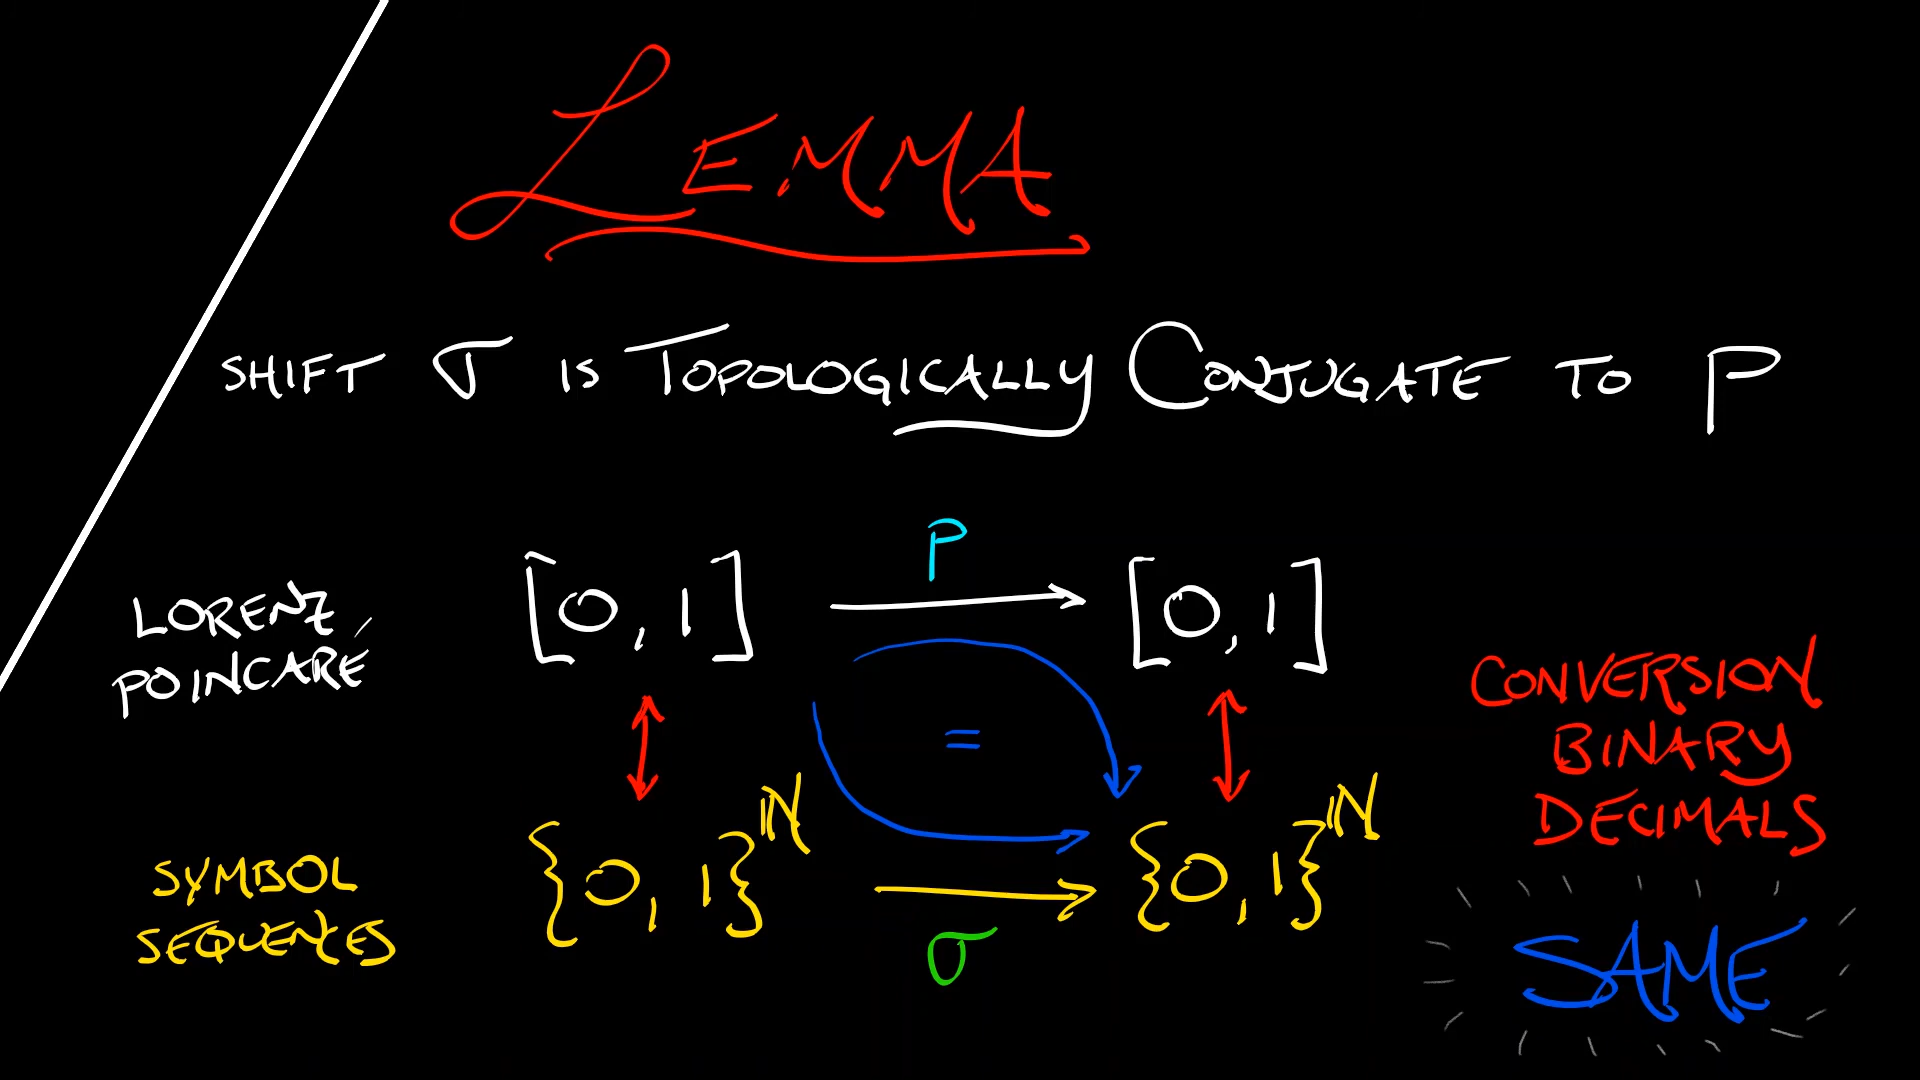 LEMMA
SHIFT σ IS TOPOLOGICALLY CONJUGATE TO P
P
LORENZ [0, 1] [0, 1]
POINCARÉ
CONVERSION
BINARY
DECIMALS
=
SYMBOL {0, 1}^ℕ {0, 1}^ℕ
SEQUENCES
σ
SAME